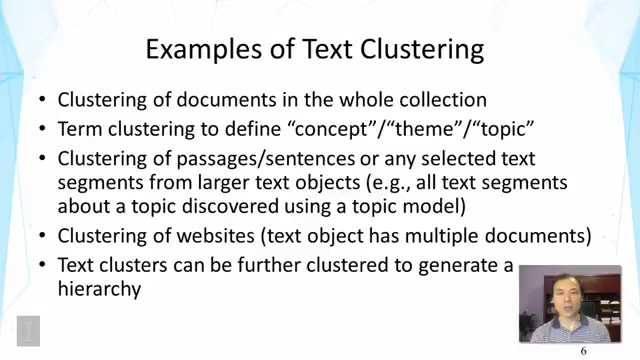 Examples of Text Clustering
• Clustering of documents in the whole collection
• Term clustering to define “concept”/“theme”/“topic”
• Clustering of passages/sentences or any selected text
segments from larger text objects (e.g., all text segments
about a topic discovered using a topic model)
• Clustering of websites (text object has multiple documents)
• Text clusters can be further clustered to generate a
hierarchy
6